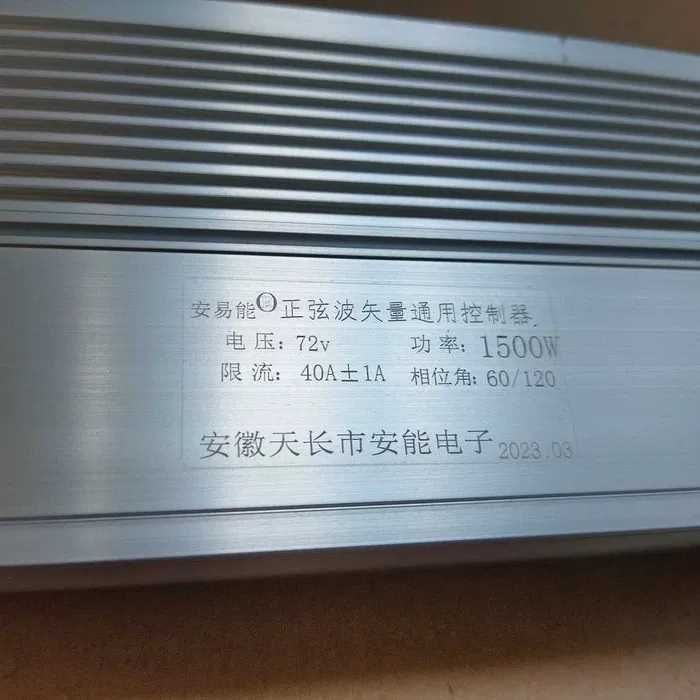 安易能O正弦波矢量通用控制器
电压: 72v 功率: 1500W
限流: 40A±1A 相位角: 60/120
安徽天长市安能电子 2023.03